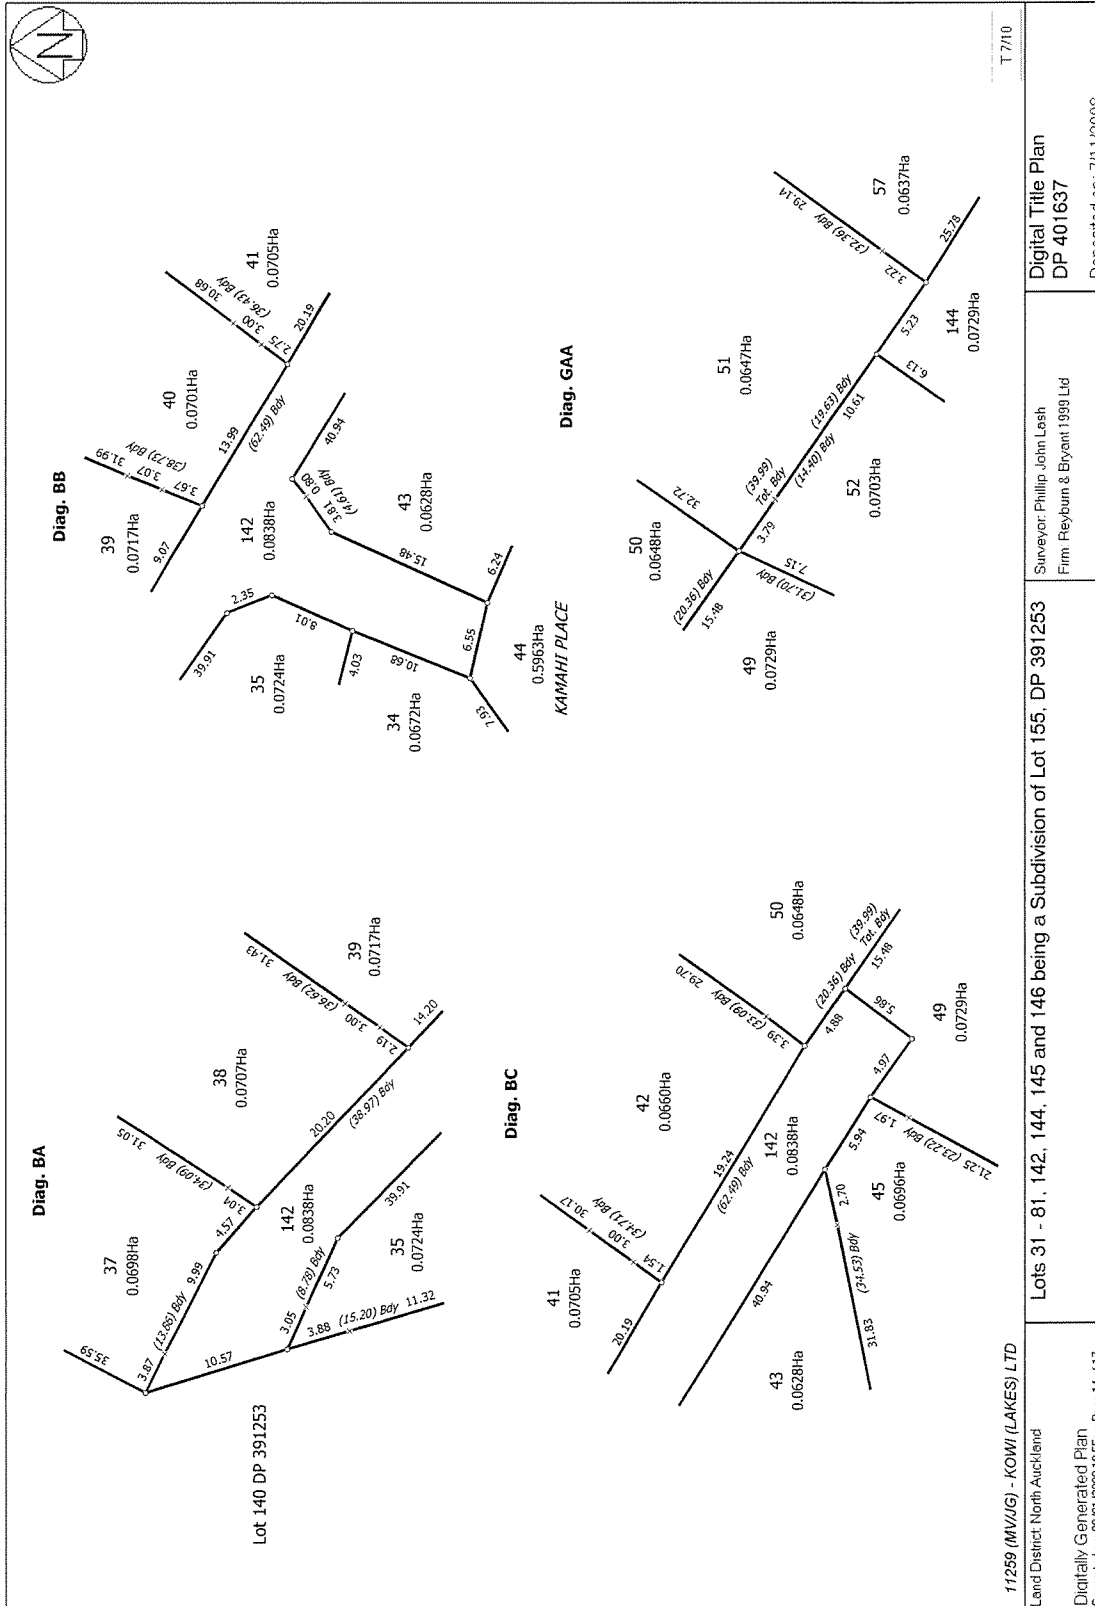 Diag. BA
37
0.0698Ha
35.59
3.87
(13.86) Bdy
9.99
4.57
3.04
(34.09) Bdy
31.05
38
0.0707Ha
20.20
(38.97) Bdy
2.19
3.00
(36.62) Bdy
31.43
39
0.0717Ha
14.20
142
0.0838Ha
10.57
3.05
(8.78) Bdy
5.73
39.91
35
0.0724Ha
3.88
(15.20) Bdy
11.32
Lot 140 DP 391253
Diag. BB
39
0.0717Ha
9.07
3.67
3.07
(38.73) Bdy
31.99
40
0.0701Ha
13.99
(62.49) Bdy
2.75
3.00
(36.43) Bdy
30.68
41
0.0705Ha
20.19
142
0.0838Ha
39.91
2.35
8.01
35
0.0724Ha
4.03
10.68
34
0.0672Ha
7.93
6.55
6.24
15.48
3.81
0.80
(4.61) Bdy
40.94
43
0.0628Ha
44
0.5963Ha
KAMAHI PLACE
Diag. BC
41
0.0705Ha
20.19
1.54
3.00
(34.71) Bdy
30.17
42
0.0660Ha
19.24
(62.49) Bdy
3.39
(33.09) Bdy
29.70
50
0.0648Ha
4.88
(20.36) Bdy
15.48
(39.99)
Tot. Bdy
142
0.0838Ha
5.86
4.97
49
0.0729Ha
5.94
1.97
(23.22) Bdy
21.25
40.94
2.70
(34.53) Bdy
31.83
45
0.0696Ha
43
0.0628Ha
Diag. GAA
50
0.0648Ha
(20.36) Bdy
15.48
32.72
49
0.0729Ha
7.15
(31.70) Bdy
3.79
(39.99)
Tot. Bdy
(14.40) Bdy
(19.63) Bdy
10.61
51
0.0647Ha
52
0.0703Ha
6.13
5.23
144
0.0729Ha
3.22
(32.36) Bdy
29.14
57
0.0637Ha
25.78
N
T 7/10
11259 (MV/JG) - KOWI (LAKES) LTD
Land District: North Auckland
Digitally Generated Plan
Lots 31 - 81, 142, 144, 145 and 146 being a Subdivision of Lot 155, DP 391253
Surveyor: Phillip John Lash
Firm: Reyburn & Bryant 1999 Ltd
Digital Title Plan
DP 401637